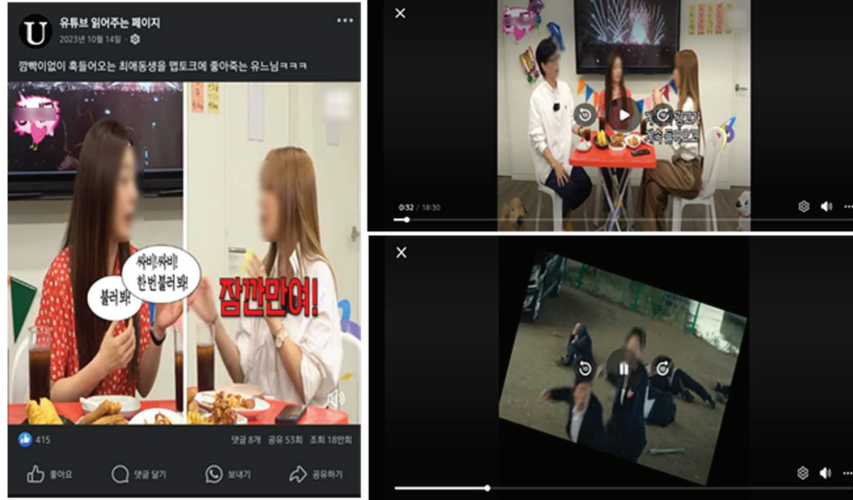 U
유튜브 읽어주는 페이지
2023년 10월 14일 ·
깜빡이없이 훅들어오는 최애동생을 맵토크에 좋아죽는 유느님ㅋㅋㅋ
싸비!싸비!
한 번 불러 봐!
불러 봐!
잠깐만여!
415
댓글 8개 공유 53회 조회 18만회
좋아요
댓글 달기
보내기
공유하기
0:32 / 18:30